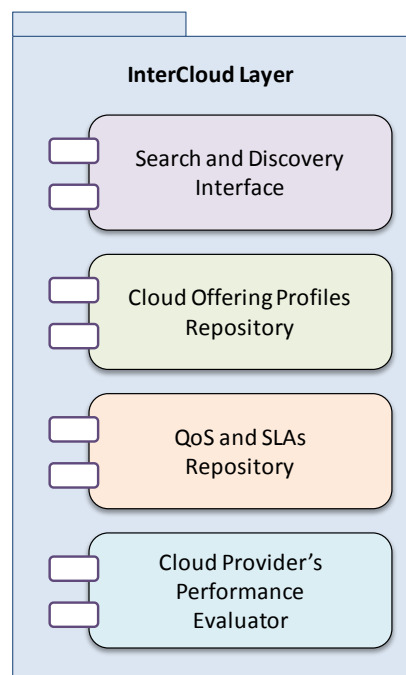 InterCloud Layer
Search and Discovery
Interface
Cloud Offering Profiles
Repository
QoS and SLAs
Repository
Cloud Provider’s
Performance
Evaluator